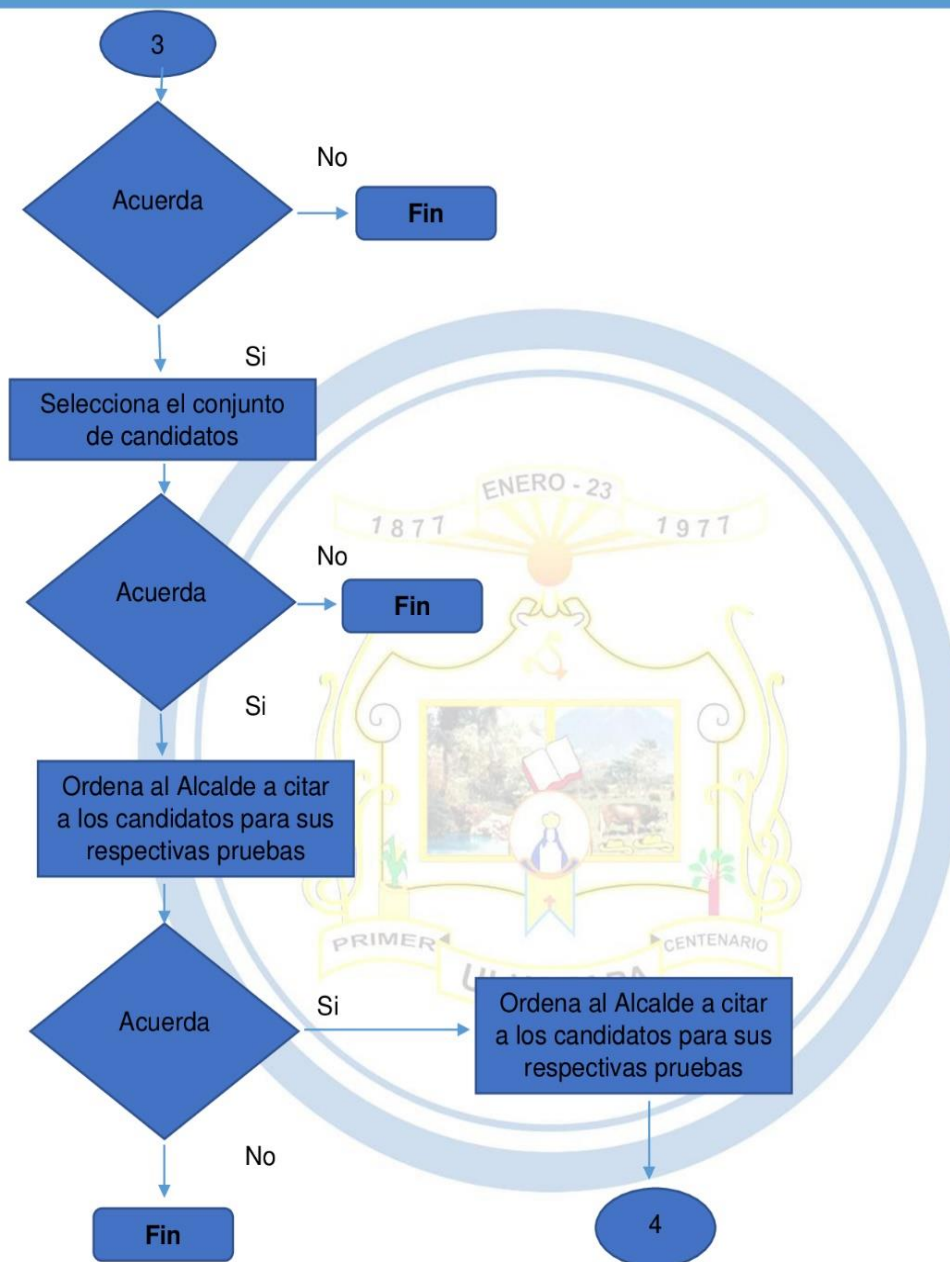 3
Acuerda
No
Fin
Si
Selecciona el conjunto
de candidatos
ENERO - 23
1877
1977
Acuerda
No
Fin
Si
Ordena al Alcalde a citar
a los candidatos para sus
respectivas pruebas
PRIMER
CENTENARIO
Acuerda
Si
Ordena al Alcalde a citar
a los candidatos para sus
respectivas pruebas
No
Fin
4